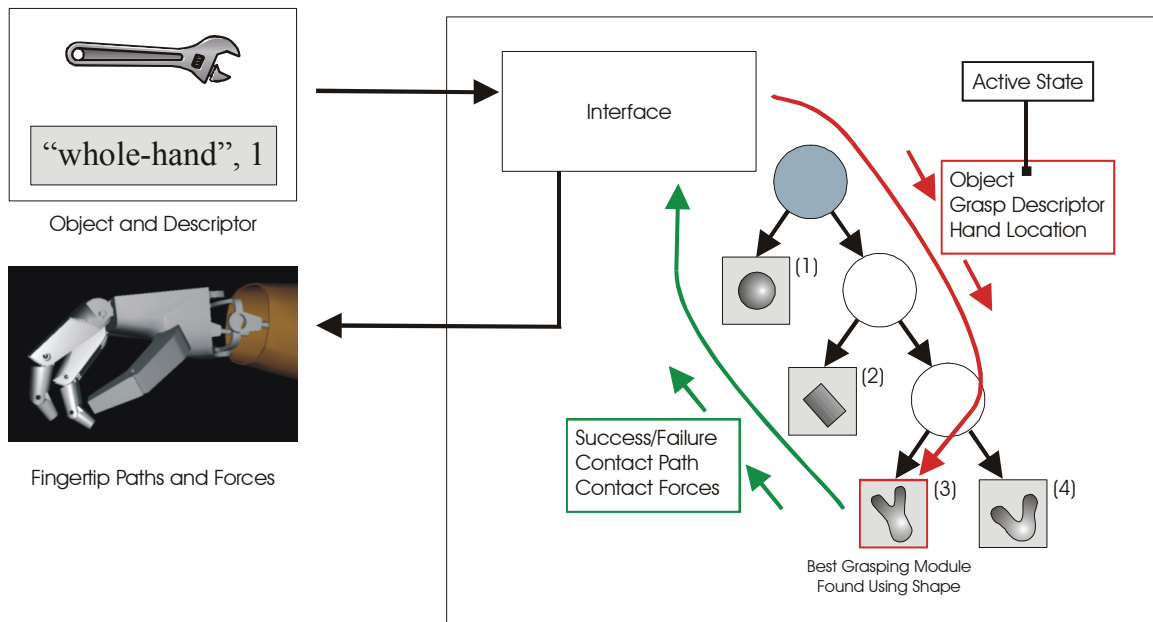 “whole-hand”, 1
Object and Descriptor
Fingertip Paths and Forces
Interface
Active State
Object
Grasp Descriptor
Hand Location
(1)
(2)
(3)
(4)
Success/Failure
Contact Path
Contact Forces
Best Grasping Module
Found Using Shape